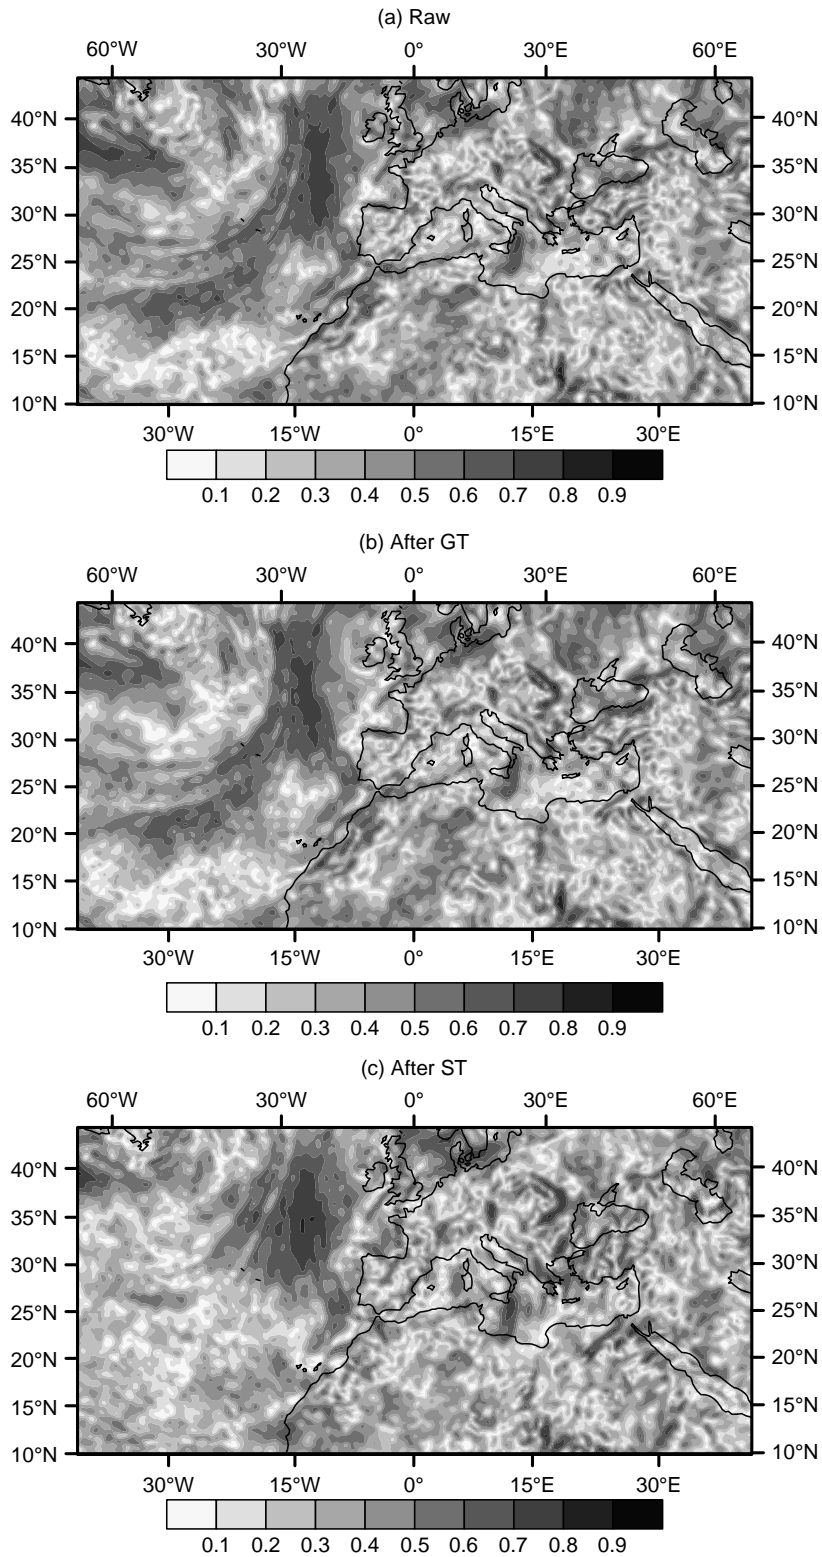 (a) Raw
60°W 30°W 0° 30°E 60°E
40°N 40°N
35°N 35°N
30°N 30°N
25°N 25°N
20°N 20°N
15°N 15°N
10°N 10°N
30°W 15°W 0° 15°E 30°E
0.1 0.2 0.3 0.4 0.5 0.6 0.7 0.8 0.9
(b) After GT
60°W 30°W 0° 30°E 60°E
40°N 40°N
35°N 35°N
30°N 30°N
25°N 25°N
20°N 20°N
15°N 15°N
10°N 10°N
30°W 15°W 0° 15°E 30°E
0.1 0.2 0.3 0.4 0.5 0.6 0.7 0.8 0.9
(c) After ST
60°W 30°W 0° 30°E 60°E
40°N 40°N
35°N 35°N
30°N 30°N
25°N 25°N
20°N 20°N
15°N 15°N
10°N 10°N
30°W 15°W 0° 15°E 30°E
0.1 0.2 0.3 0.4 0.5 0.6 0.7 0.8 0.9